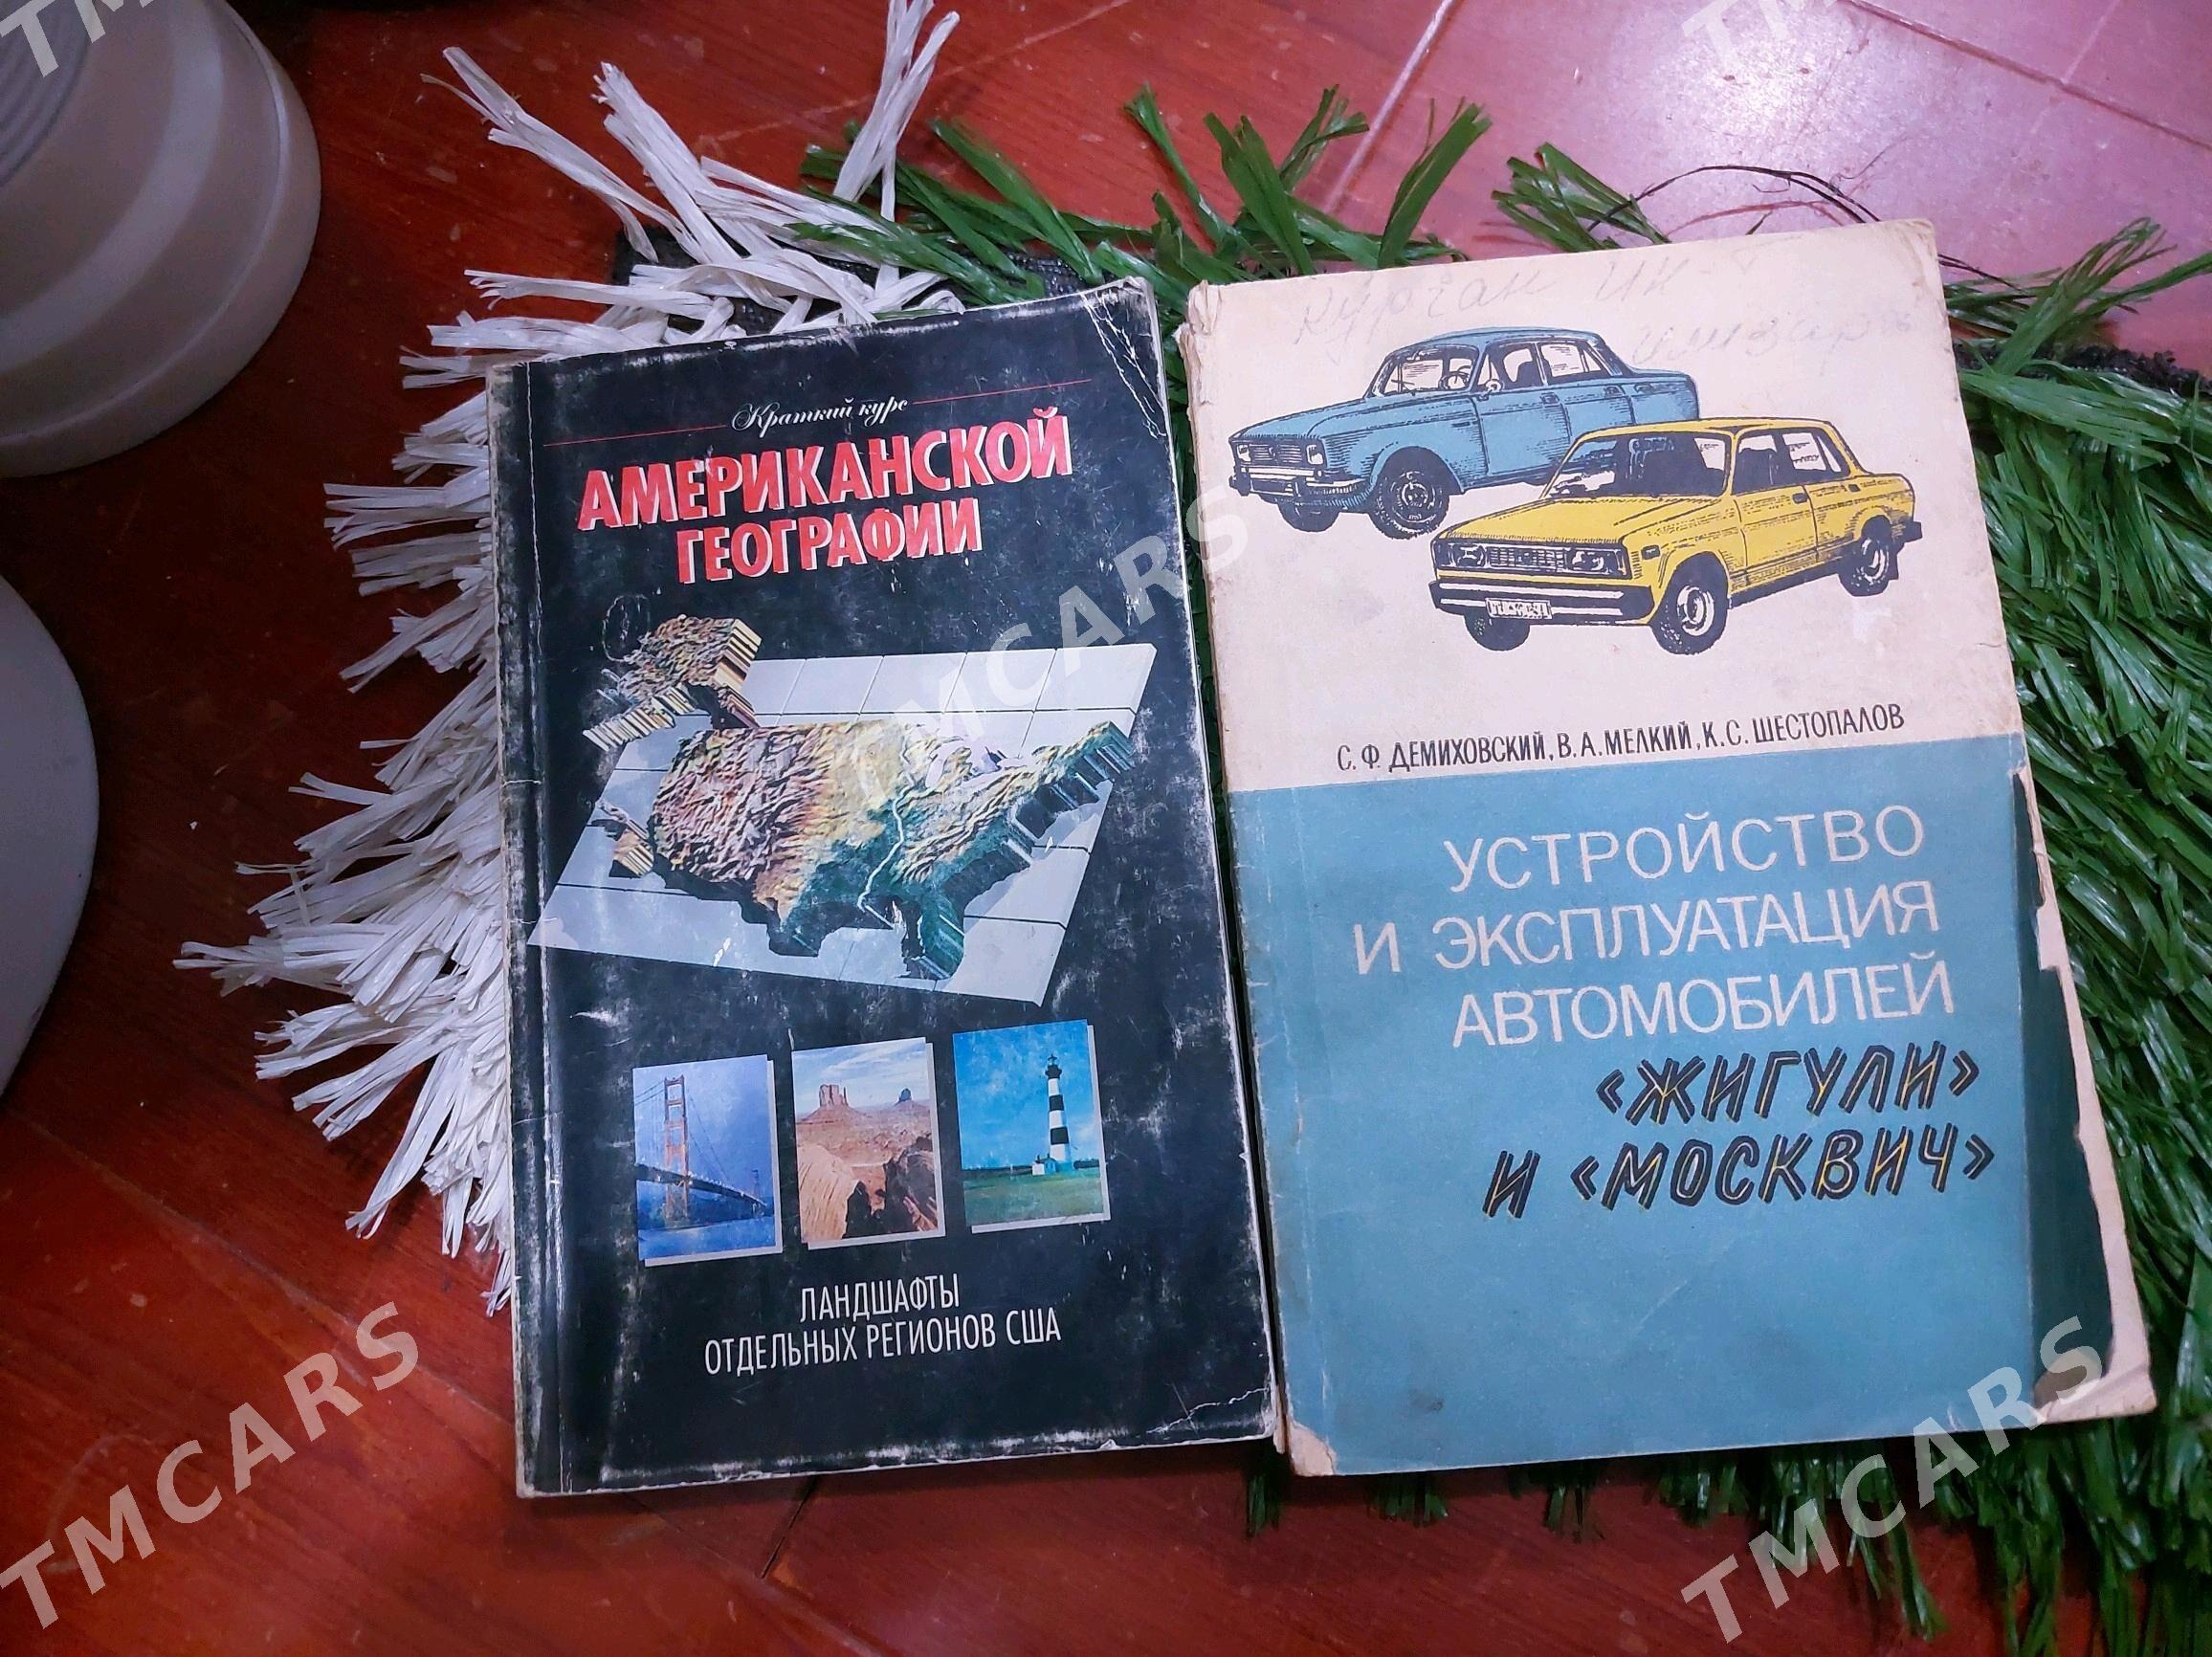 Краткий курс
АМЕРИКАНСКОЙ
ГЕОГРАФИИ
ЛАНДШАФТЫ
ОТДЕЛЬНЫХ РЕГИОНОВ США
Курган
С. Ф. ДЕМИХОВСКИЙ, В. А. МЕЛКИЙ, К. С. ШЕСТОПАЛОВ
УСТРОЙСТВО
И ЭКСПЛУАТАЦИЯ
АВТОМОБИЛЕЙ
«ЖИГУЛИ»
И «МОСКВИЧ»
TMCARS
TMCARS
TMCARS